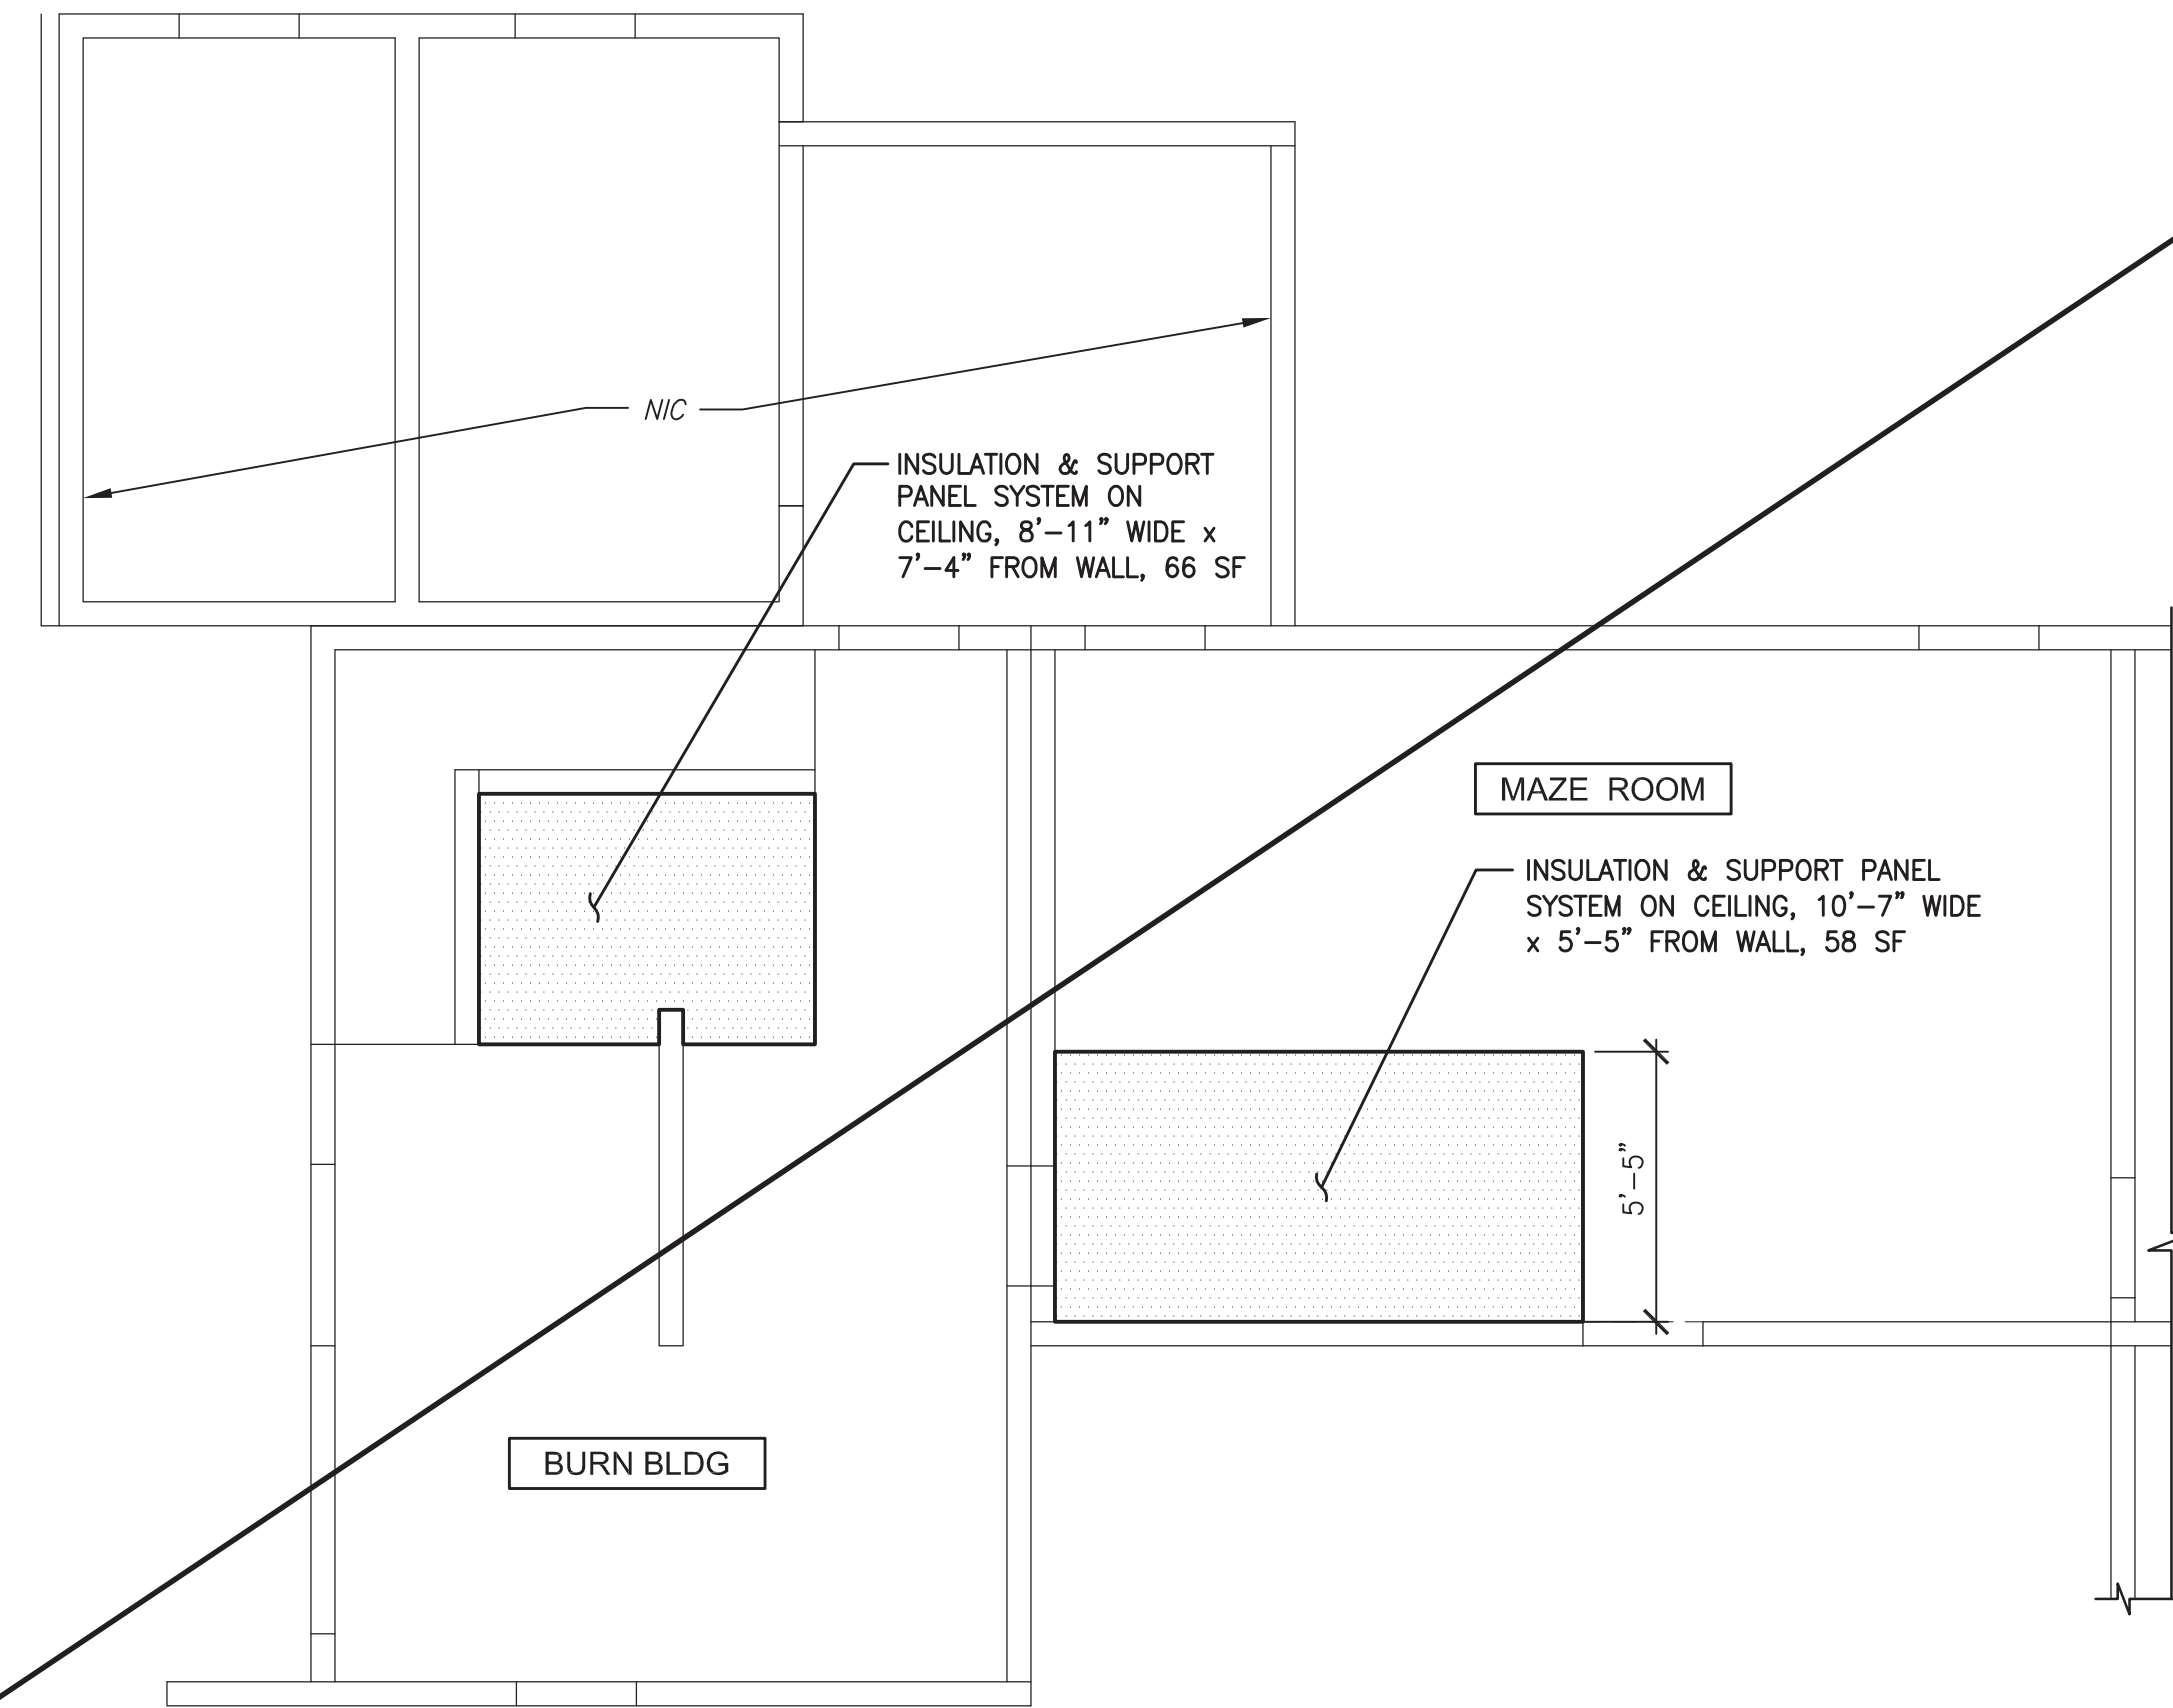 NIC
INSULATION & SUPPORT
PANEL SYSTEM ON
CEILING, 8'-11" WIDE x
7'-4" FROM WALL, 66 SF
MAZE ROOM
INSULATION & SUPPORT PANEL
SYSTEM ON CEILING, 10'-7" WIDE
x 5'-5" FROM WALL, 58 SF
5'-5"
BURN BLDG